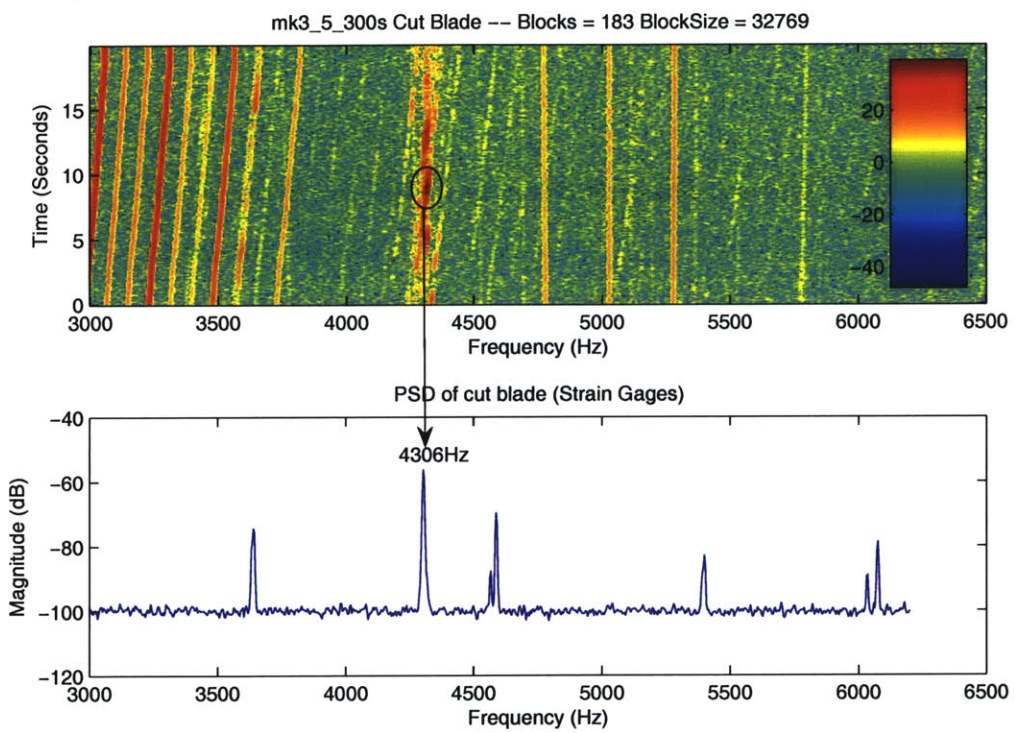 mk3_5_300s Cut Blade -- Blocks = 183 BlockSize = 32769
Time (Seconds)
15
10
5
0
20
0
-20
-40
3000 3500 4000 4500 5000 5500 6000 6500
Frequency (Hz)
PSD of cut blade (Strain Gages)
Magnitude (dB)
-40
-60
-80
-100
-120
4306Hz
3000 3500 4000 4500 5000 5500 6000 6500
Frequency (Hz)